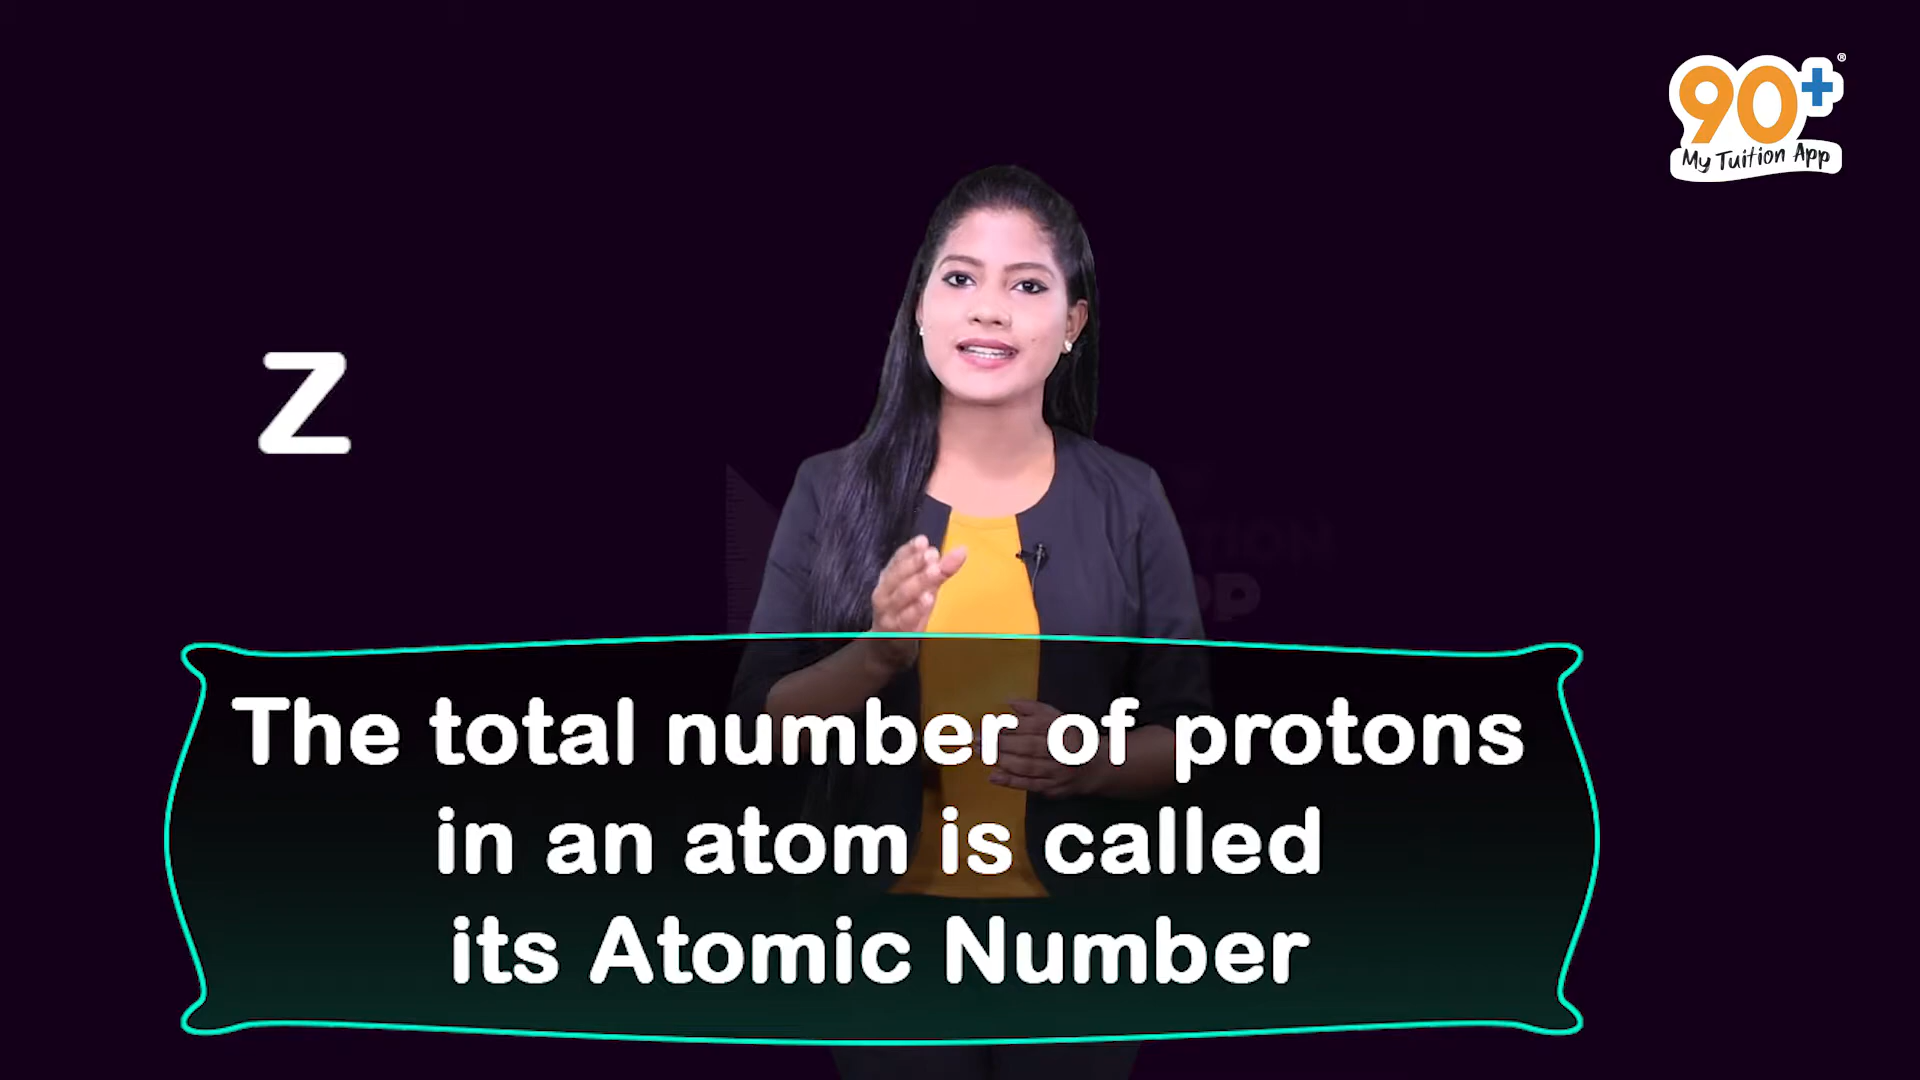 90+®
My Tuition App
Z
The total number of protons
in an atom is called
its Atomic Number